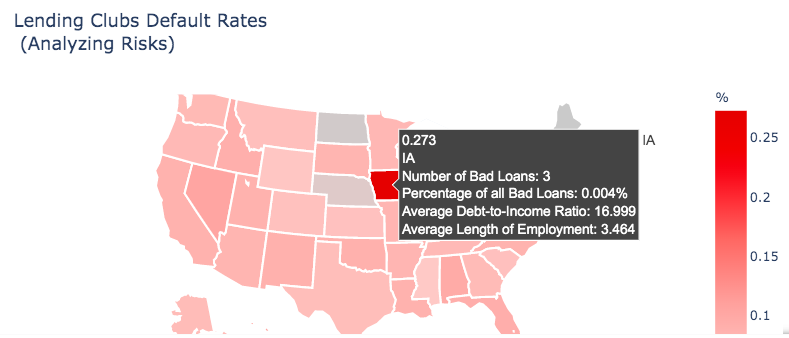 Lending Clubs Default Rates
(Analyzing Risks)
%
0.273
IA
IA
Number of Bad Loans: 3
Percentage of all Bad Loans: 0.004%
Average Debt-to-Income Ratio: 16.999
Average Length of Employment: 3.464
0.25
0.2
0.15
0.1